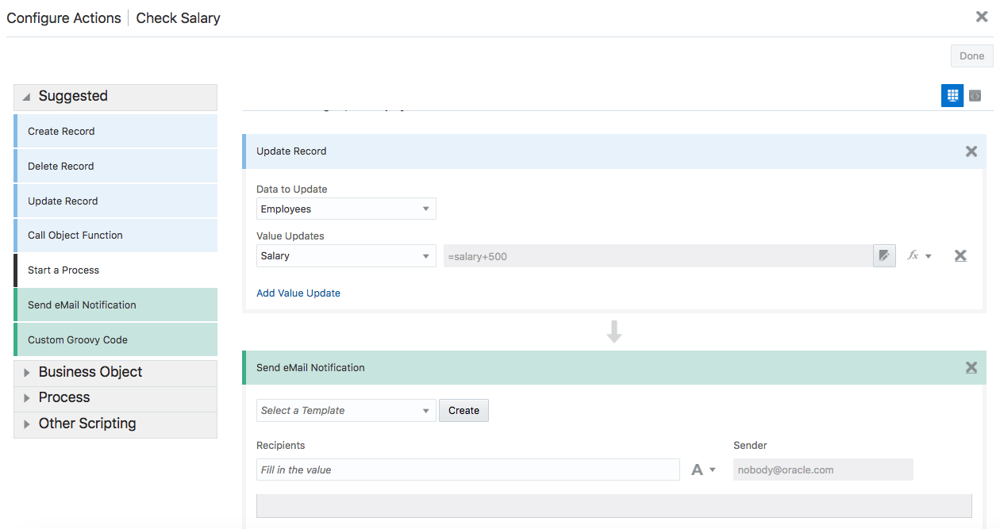 Configure Actions Check Salary
Done
Suggested
Create Record
Delete Record
Update Record
Call Object Function
Start a Process
Send eMail Notification
Custom Groovy Code
Business Object
Process
Other Scripting
Update Record
Data to Update
Employees
Value Updates
Salary =salary+500 fx
Add Value Update
Send eMail Notification
Select a Template Create
Recipients Sender
Fill in the value A nobody@oracle.com